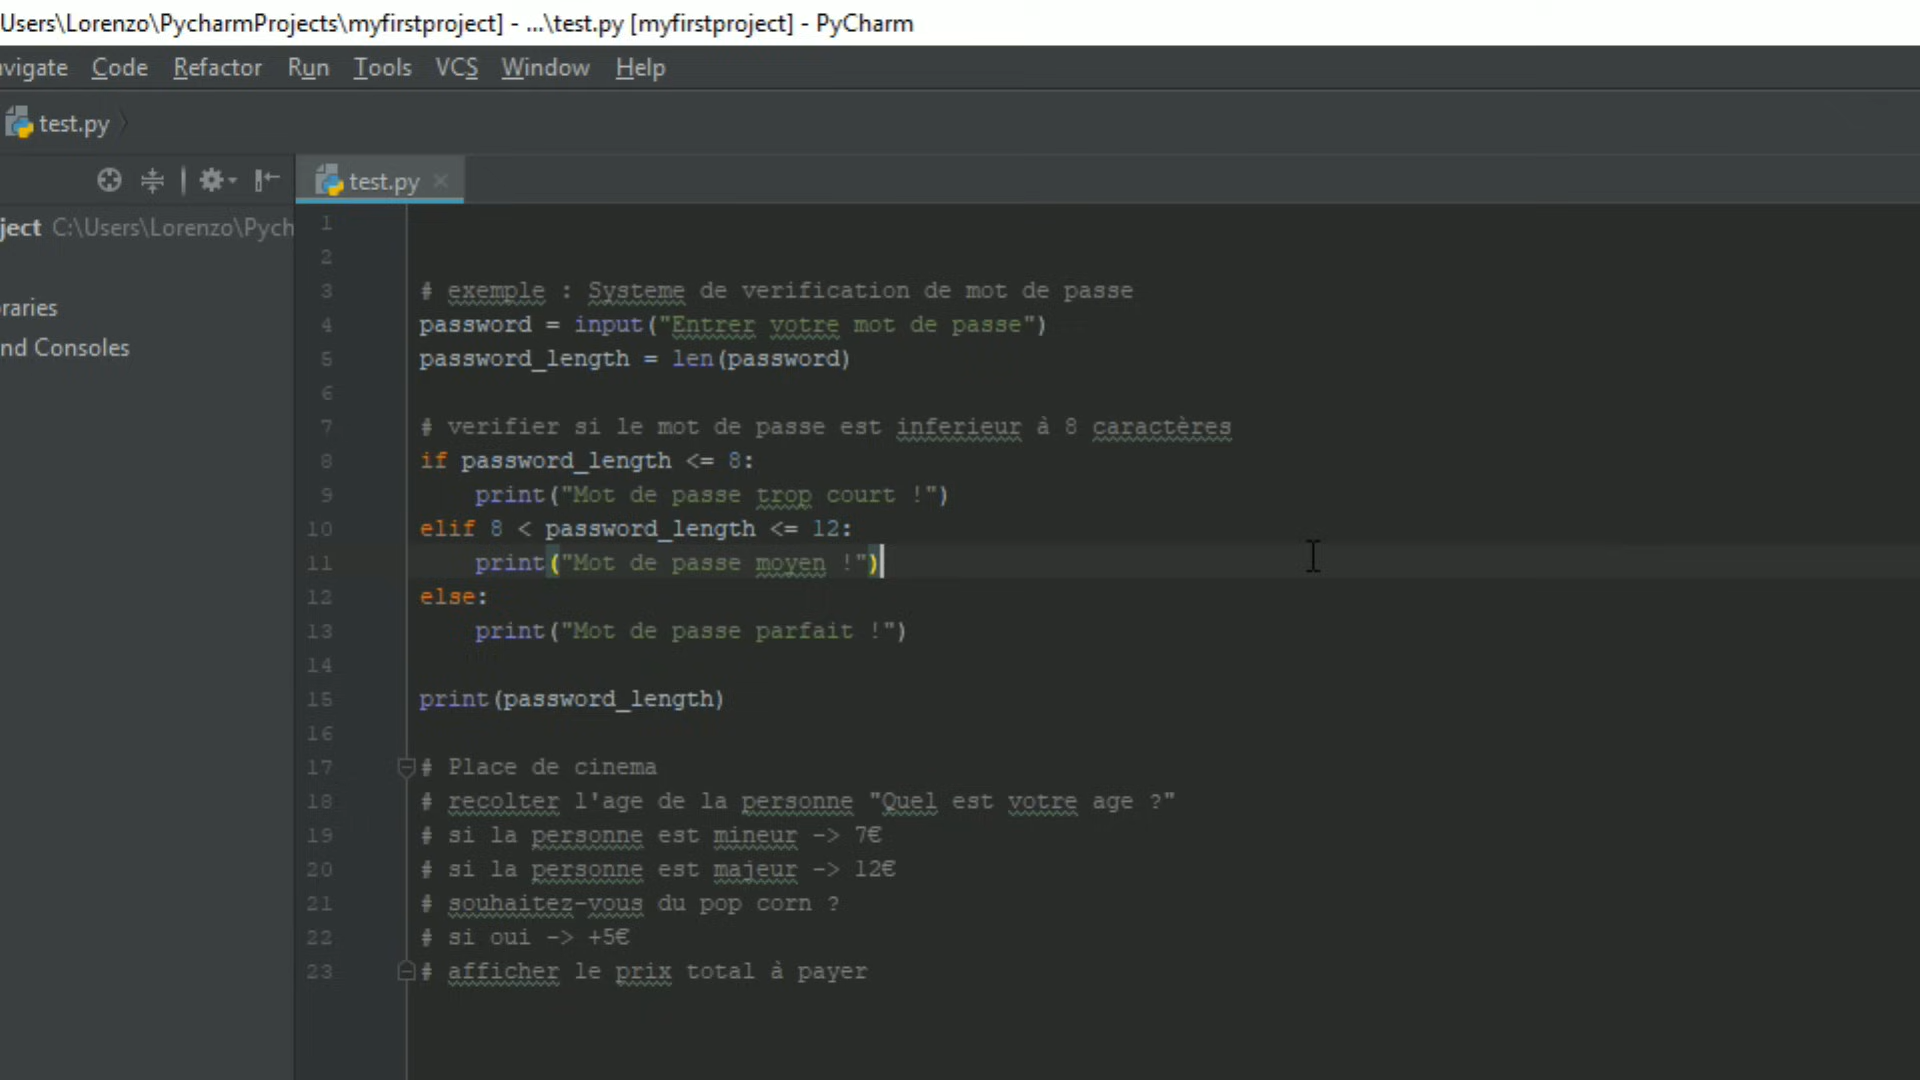 Users\Lorenzo\PycharmProjects\myfirstproject] - ...\test.py [myfirstproject] - PyCharm
avigate Code Refactor Run Tools VCS Window Help
test.py
test.py
ject C:\Users\Lorenzo\Pych
raries
nd Consoles
1
2
3 # exemple : Systeme de verification de mot de passe
4 password = input("Entrer votre mot de passe")
5 password_length = len(password)
6
7 # verifier si le mot de passe est inferieur à 8 caractères
8 if password_length <= 8:
9     print("Mot de passe trop court !")
10 elif 8 < password_length <= 12:
11     print("Mot de passe moyen !")
12 else:
13     print("Mot de passe parfait !")
14
15 print(password_length)
16
17 # Place de cinema
18 # recolter l'age de la personne "Quel est votre age ?"
19 # si la personne est mineur -> 7€
20 # si la personne est majeur -> 12€
21 # souhaitez-vous du pop corn ?
22 # si oui -> +5€
23 # afficher le prix total à payer